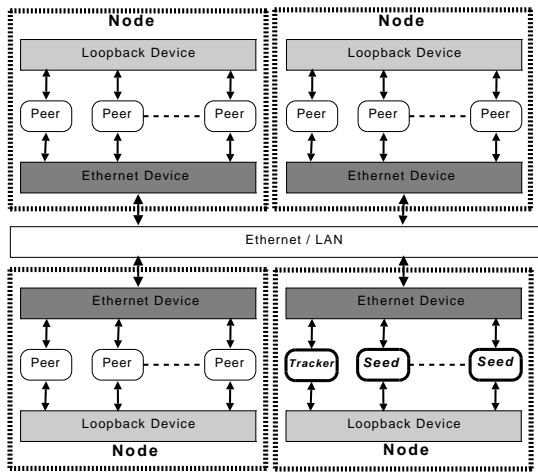 Node
Loopback Device
Peer Peer Peer
Ethernet Device
Node
Loopback Device
Peer Peer Peer
Ethernet Device
Ethernet / LAN
Ethernet Device
Peer Peer Peer
Loopback Device
Node
Ethernet Device
Tracker Seed Seed
Loopback Device
Node